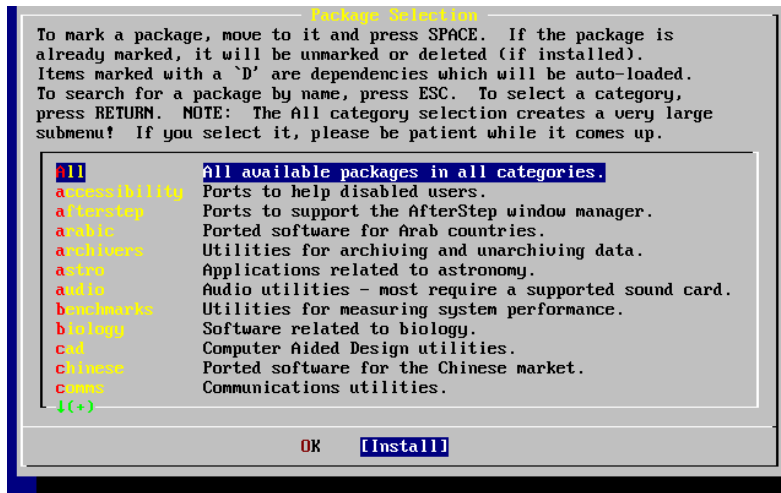 Package Selection
To mark a package, move to it and press SPACE.  If the package is
already marked, it will be unmarked or deleted (if installed).
Items marked with a `D' are dependencies which will be auto-loaded.
To search for a package by name, press ESC.  To select a category,
press RETURN.  NOTE:  The All category selection creates a very large
submenu!  If you select it, please be patient while it comes up.
All All available packages in all categories.
accessibility Ports to help disabled users.
afterstep Ports to support the AfterStep window manager.
arabic Ported software for Arab countries.
archivers Utilities for archiving and unarchiving data.
astro Applications related to astronomy.
audio Audio utilities - most require a supported sound card.
benchmarks Utilities for measuring system performance.
biology Software related to biology.
cad Computer Aided Design utilities.
chinese Ported software for the Chinese market.
comms Communications utilities.
↓(+)
OK [Install]